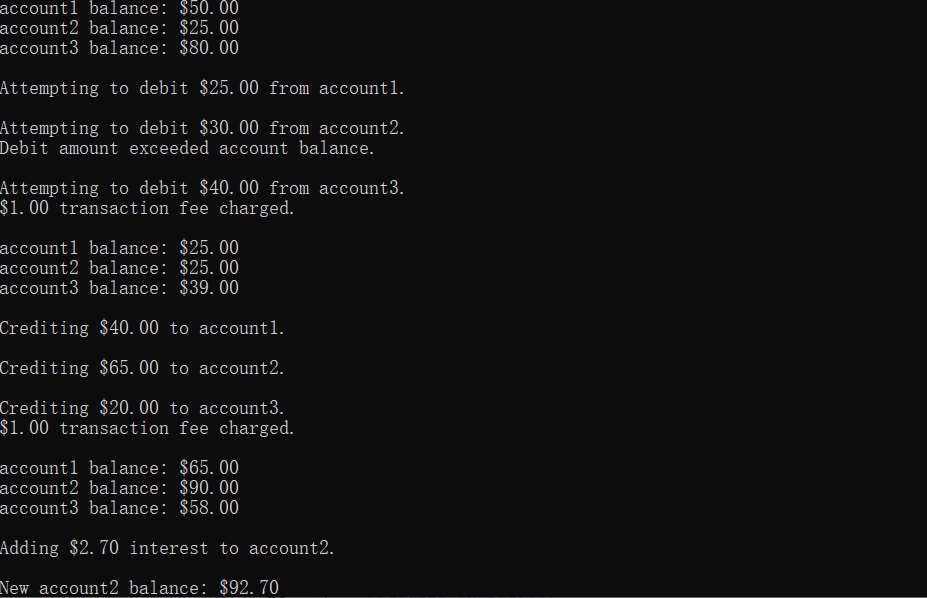 account1 balance: $50.00
account2 balance: $25.00
account3 balance: $80.00
Attempting to debit $25.00 from account1.
Attempting to debit $30.00 from account2.
Debit amount exceeded account balance.
Attempting to debit $40.00 from account3.
$1.00 transaction fee charged.
account1 balance: $25.00
account2 balance: $25.00
account3 balance: $39.00
Crediting $40.00 to account1.
Crediting $65.00 to account2.
Crediting $20.00 to account3.
$1.00 transaction fee charged.
account1 balance: $65.00
account2 balance: $90.00
account3 balance: $58.00
Adding $2.70 interest to account2.
New account2 balance: $92.70